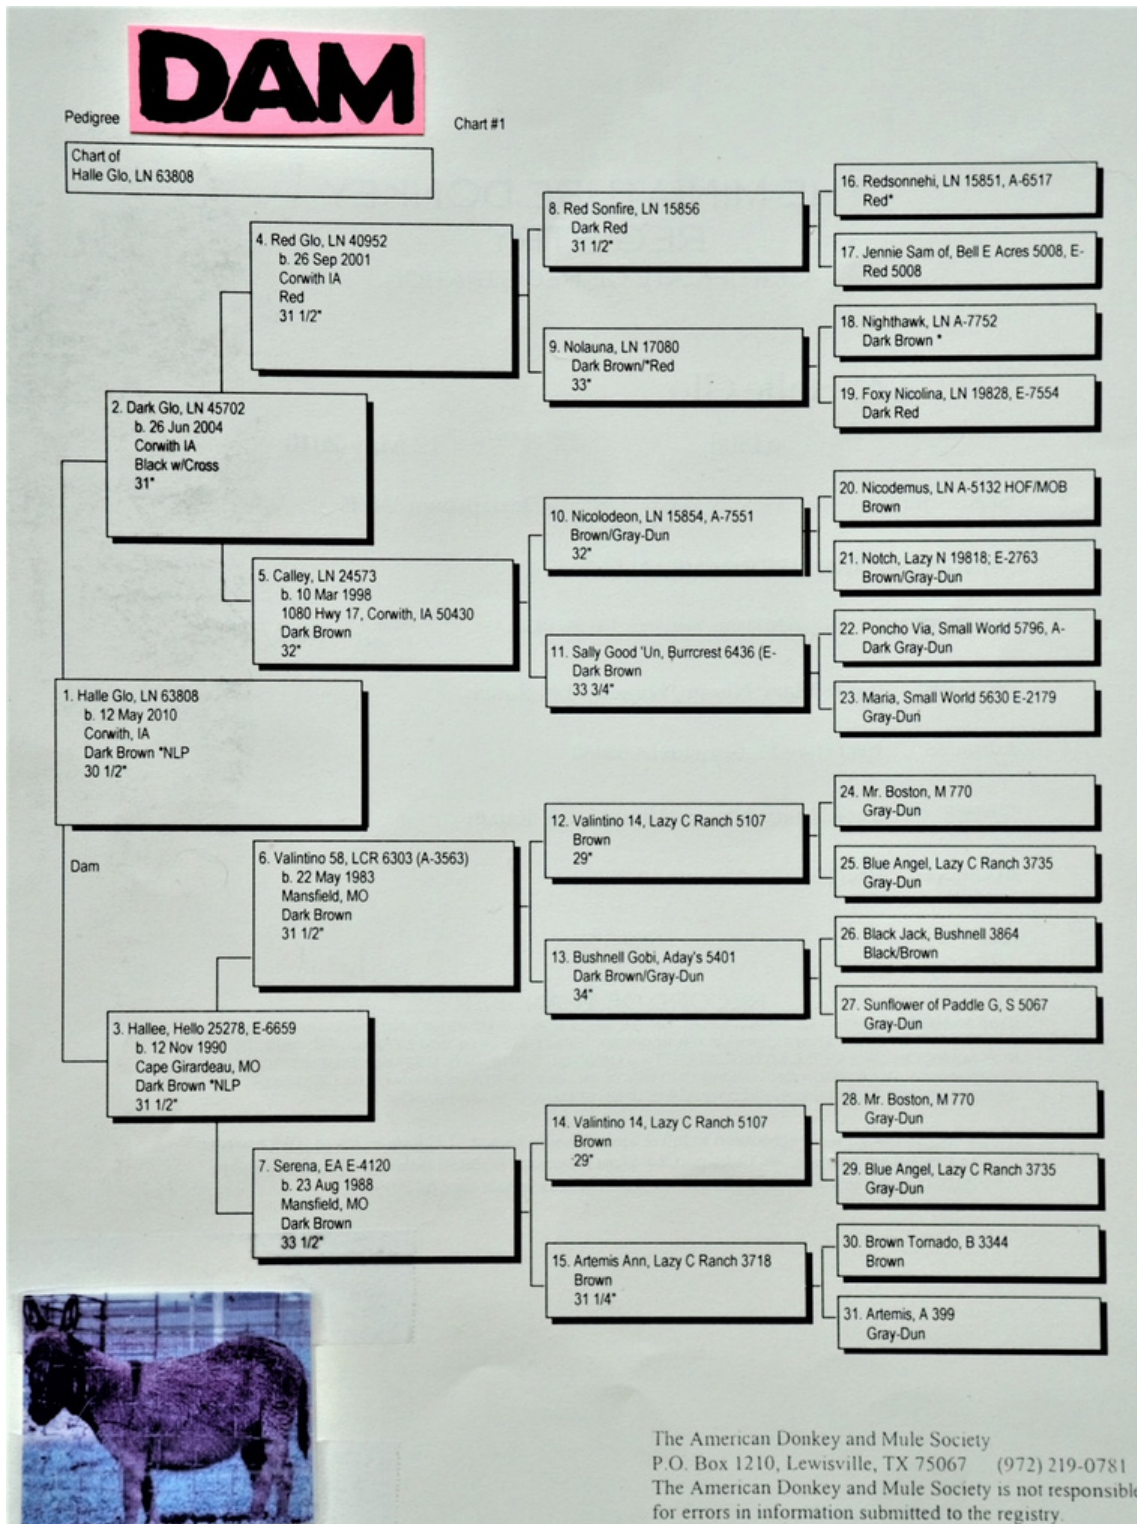 DAM
Pedigree
Chart #1
Chart of
Halle Glo, LN 63808
1. Halle Glo, LN 63808
b. 12 May 2010
Corwith, IA
Dark Brown *NLP
30 1/2"
Dam
2. Dark Glo, LN 45702
b. 26 Jun 2004
Corwith IA
Black w/Cross
31"
3. Hallee, Hello 25278, E-6659
b. 12 Nov 1990
Cape Girardeau, MO
Dark Brown *NLP
31 1/2"
4. Red Glo, LN 40952
b. 26 Sep 2001
Corwith IA
Red
31 1/2"
5. Calley, LN 24573
b. 10 Mar 1998
1080 Hwy 17, Corwith, IA 50430
Dark Brown
32"
6. Valintino 58, LCR 6303 (A-3563)
b. 22 May 1983
Mansfield, MO
Dark Brown
31 1/2"
7. Serena, EA E-4120
b. 23 Aug 1988
Mansfield, MO
Dark Brown
33 1/2"
8. Red Sonfire, LN 15856
Dark Red
31 1/2"
9. Nolauna, LN 17080
Dark Brown/*Red
33"
10. Nicolodeon, LN 15854, A-7551
Brown/Gray-Dun
32"
11. Sally Good 'Un, Burrcrest 6436 (E-
Dark Brown
33 3/4"
12. Valintino 14, Lazy C Ranch 5107
Brown
29"
13. Bushnell Gobi, Aday's 5401
Dark Brown/Gray-Dun
34"
14. Valintino 14, Lazy C Ranch 5107
Brown
29"
15. Artemis Ann, Lazy C Ranch 3718
Brown
31 1/4"
16. Redsonnehi, LN 15851, A-6517
Red*
17. Jennie Sam of, Bell E Acres 5008, E-
Red 5008
18. Nighthawk, LN A-7752
Dark Brown *
19. Foxy Nicolina, LN 19828, E-7554
Dark Red
20. Nicodemus, LN A-5132 HOF/MOB
Brown
21. Notch, Lazy N 19818; E-2763
Brown/Gray-Dun
22. Poncho Via, Small World 5796, A-
Dark Gray-Dun
23. Maria, Small World 5630 E-2179
Gray-Dun
24. Mr. Boston, M 770
Gray-Dun
25. Blue Angel, Lazy C Ranch 3735
Gray-Dun
26. Black Jack, Bushnell 3864
Black/Brown
27. Sunflower of Paddle G, S 5067
Gray-Dun
28. Mr. Boston, M 770
Gray-Dun
29. Blue Angel, Lazy C Ranch 3735
Gray-Dun
30. Brown Tornado, B 3344
Brown
31. Artemis, A 399
Gray-Dun
The American Donkey and Mule Society
P.O. Box 1210, Lewisville, TX 75067 (972) 219-0781
The American Donkey and Mule Society is not responsible
for errors in information submitted to the registry.